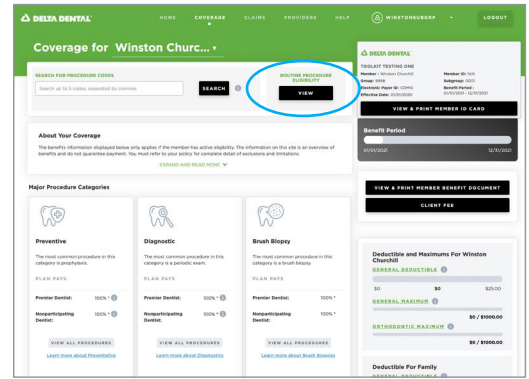 DELTA DENTAL
HOME COVERAGE CLAIMS PROVIDERS HELP WINSTONSUBGRP LOGOUT
Coverage for Winston Churc...
SEARCH FOR PROCEDURE CODES
Search up to 5 codes, separated by commas
SEARCH
ROUTINE PROCEDURE
ELIGIBILITY
VIEW
About Your Coverage
The benefits information displayed below only applies if the member has active eligibility. The information on this site is an overview of
benefits and do not guarantee payment. You must refer to your policy for complete detail of exclusions and limitations.
EXPAND AND READ MORE
Major Procedure Categories
Preventive
The most common procedure in this
category is prophylaxis.
PLAN PAYS
Premier Dentist: 100% *
Nonparticipating
Dentist: 100% *
VIEW ALL PROCEDURES
Learn more about Preventative
Diagnostic
The most common procedure in this
category is a periodic exam.
PLAN PAYS
Premier Dentist: 100% *
Nonparticipating
Dentist: 100% *
VIEW ALL PROCEDURES
Learn more about Diagnostics
Brush Biopsy
The most common procedure in this
category is a brush biopsy.
PLAN PAYS
Premier Dentist: 100% *
Nonparticipating
Dentist: 100% *
VIEW ALL PROCEDURES
Learn more about Brush Biopsies
DELTA DENTAL
TOOLKIT TESTING ONE
Member : Winston Churchill Member ID: N/A
Group: 9958 Subgroup: 0001
Electronic Payer ID: CDMI0 Benefit Period :
Effective Date: 01/01/2020 01/01/2021 - 12/31/2021
VIEW & PRINT MEMBER ID CARD
Benefit Period
01/01/2021 12/31/2021
VIEW & PRINT MEMBER BENEFIT DOCUMENT
CLIENT FEE
Deductible and Maximums For Winston
Churchill
GENERAL DEDUCTIBLE
$0 $0 $25.00
GENERAL MAXIMUM
$0 / $1000.00
ORTHODONTIC MAXIMUM
$0 / $1000.00
Deductible For Family
GENERAL DEDUCTIBLE